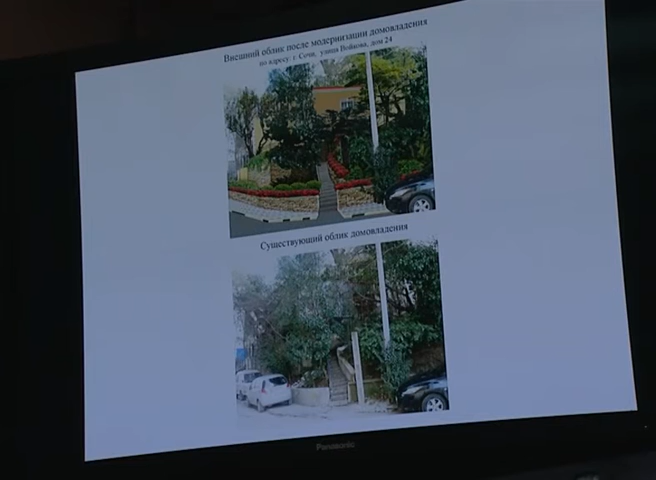 Внешний облик после модернизации домовладения
по адресу: г. Сочи, улица Войкова, дом 24
Существующий облик домовладения
Panasonic